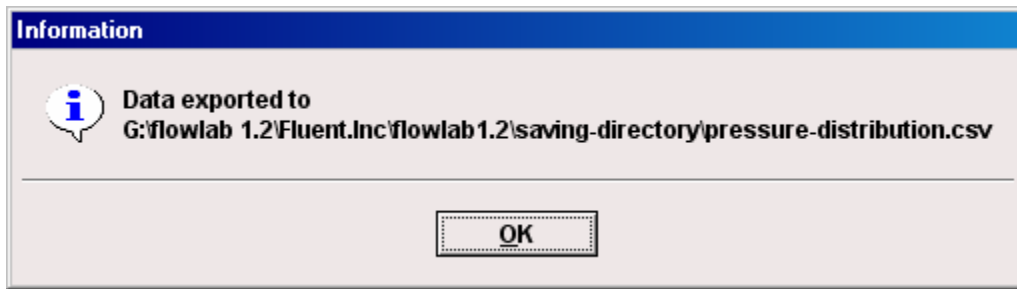 Information
Data exported to
G:\flowlab 1.2\Fluent.Inc\flowlab1.2\saving-directory\pressure-distribution.csv
OK